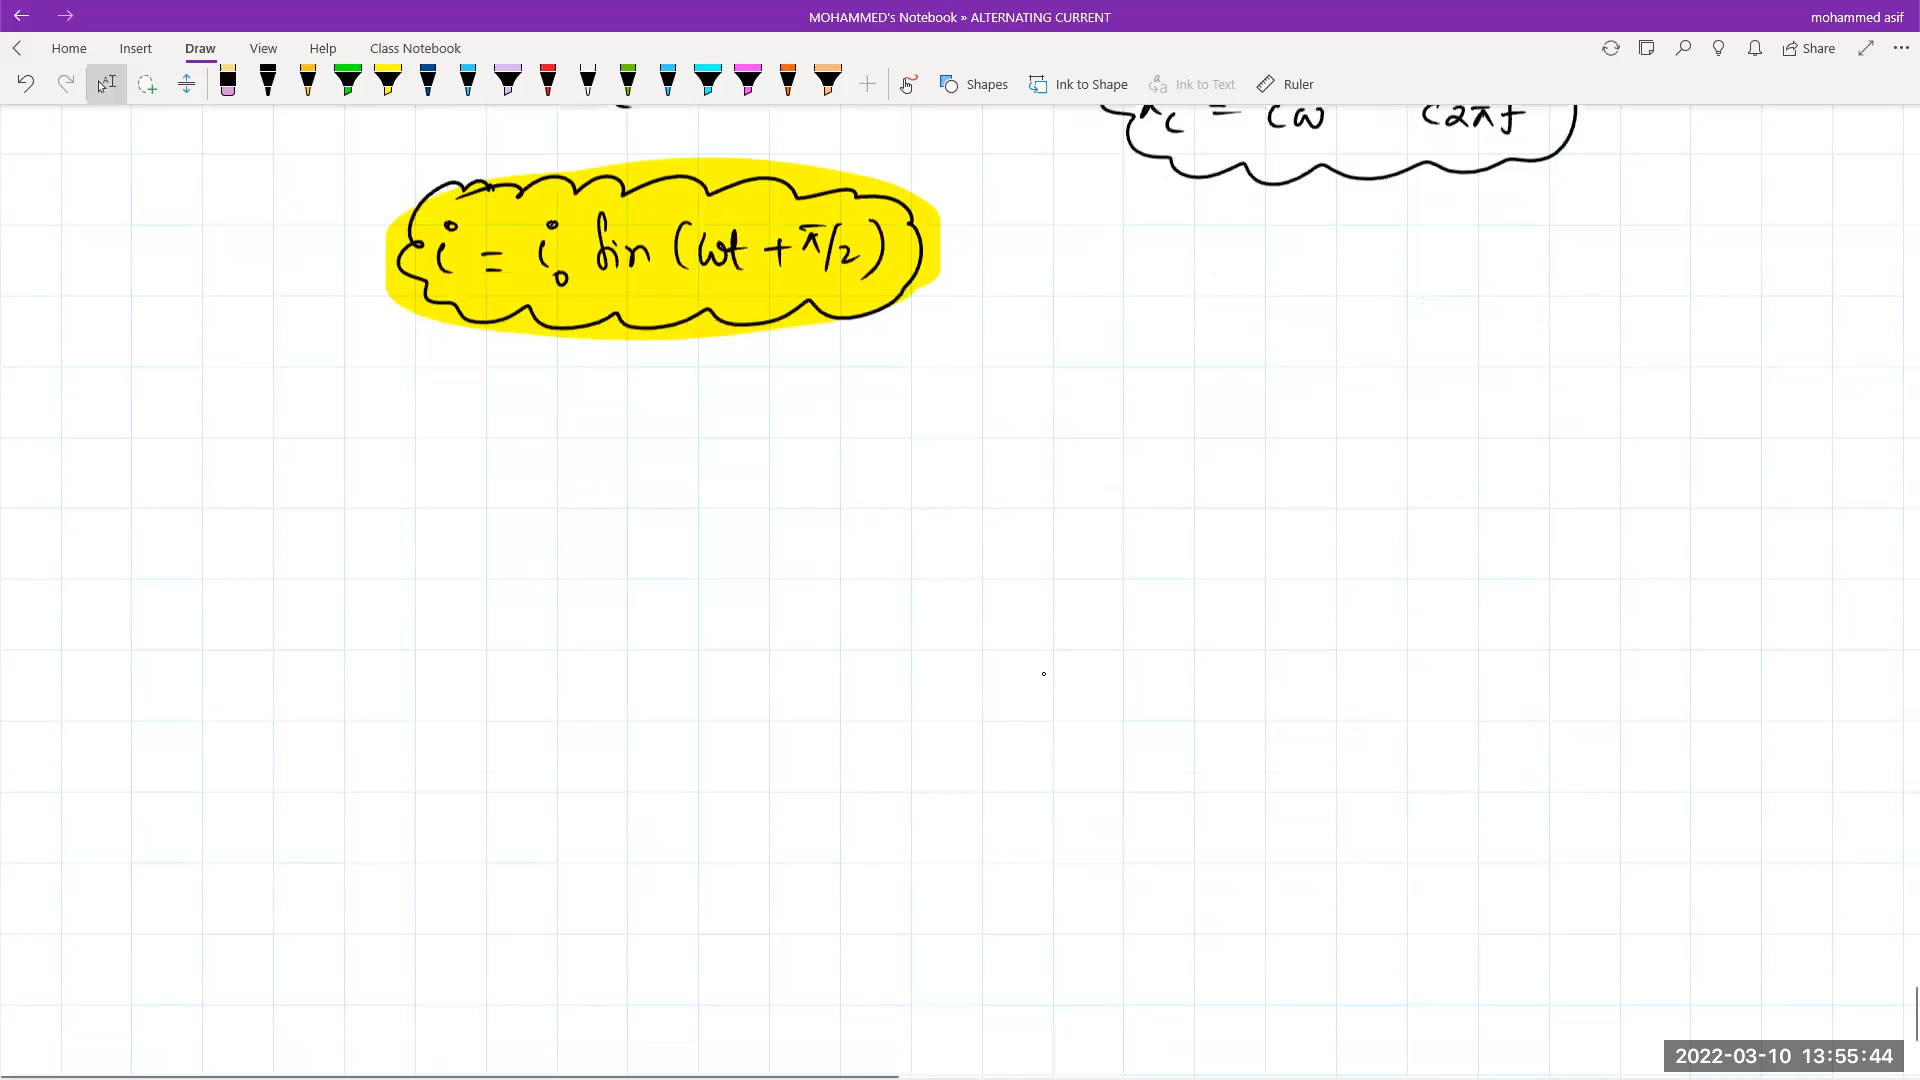 MOHAMMED's Notebook » ALTERNATING CURRENT
mohammed asif
Home Insert Draw View Help Class Notebook
Share
Shapes Ink to Shape Ink to Text Ruler
= Cω C2πf
i = i₀ sin (ωt + π/2)
2022-03-10 13:55:44